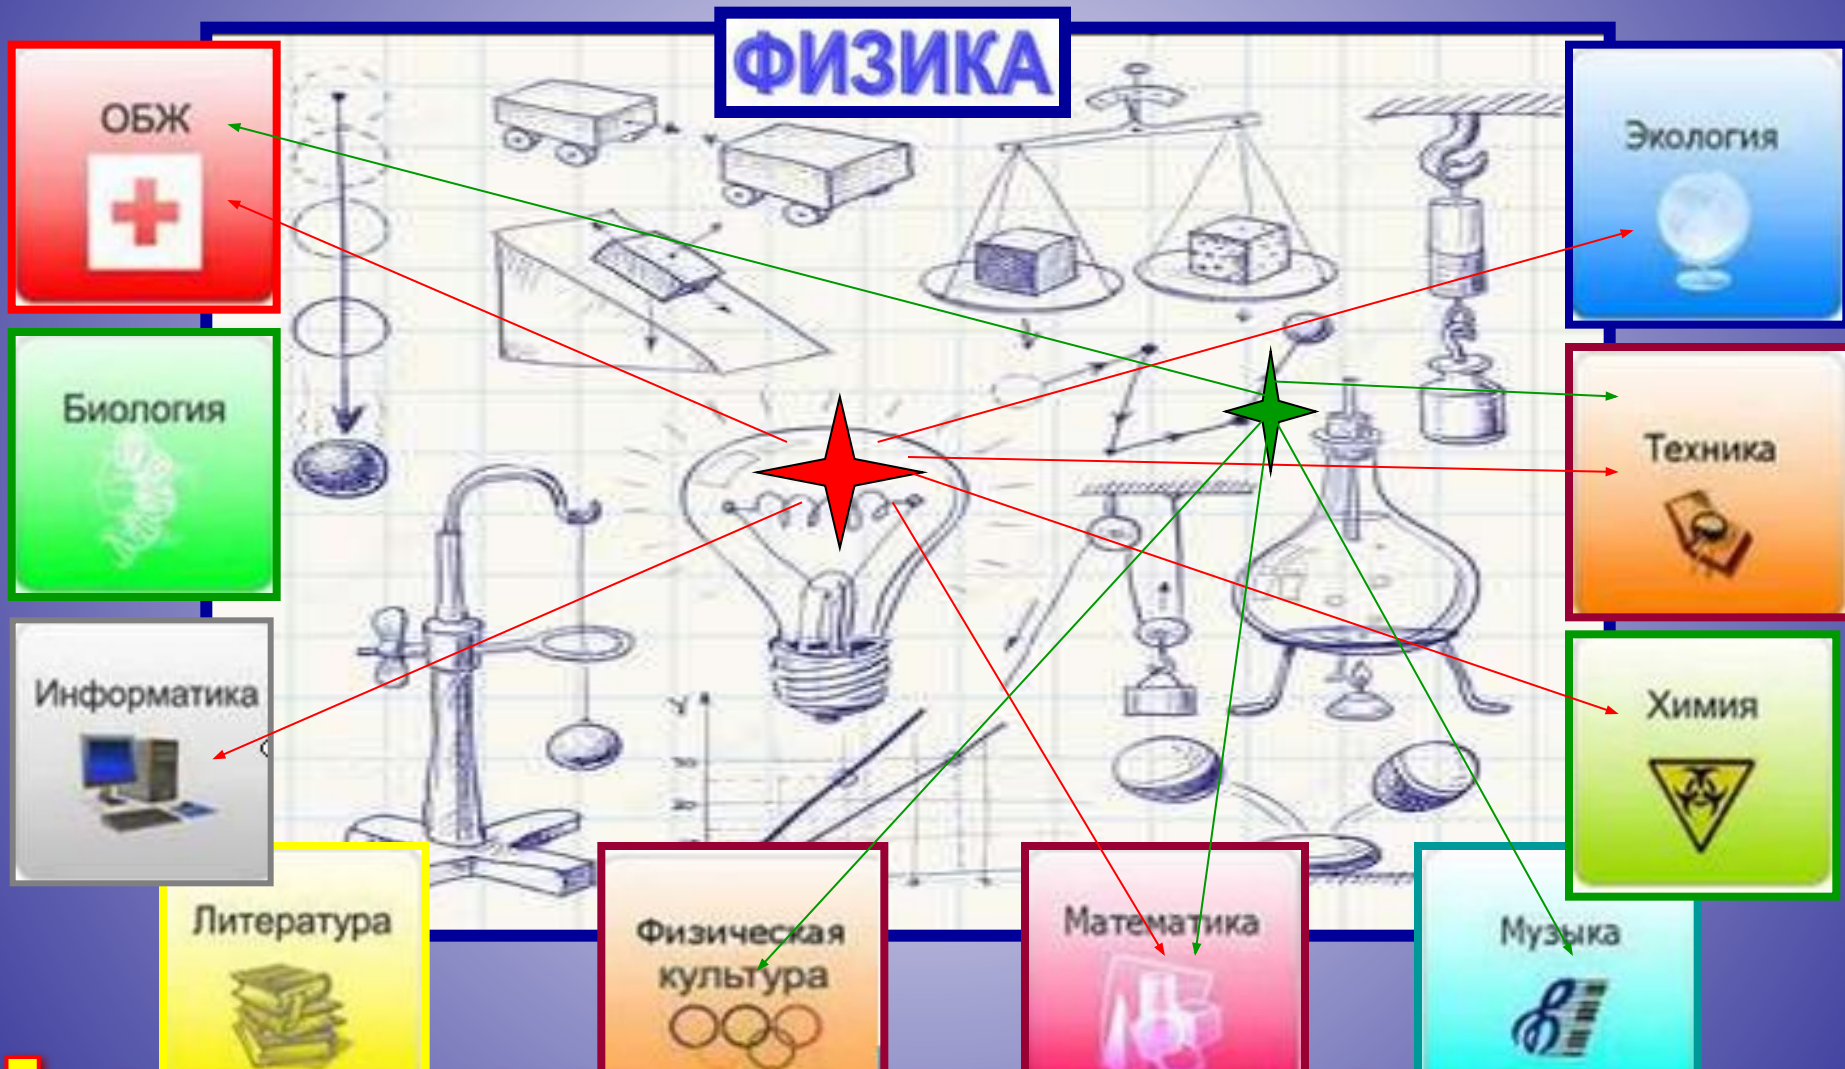 ФИЗИКА
ОБЖ
Экология
Биология
Техника
Информатика
Химия
Литература
Физическая
культура
Математика
Музыка